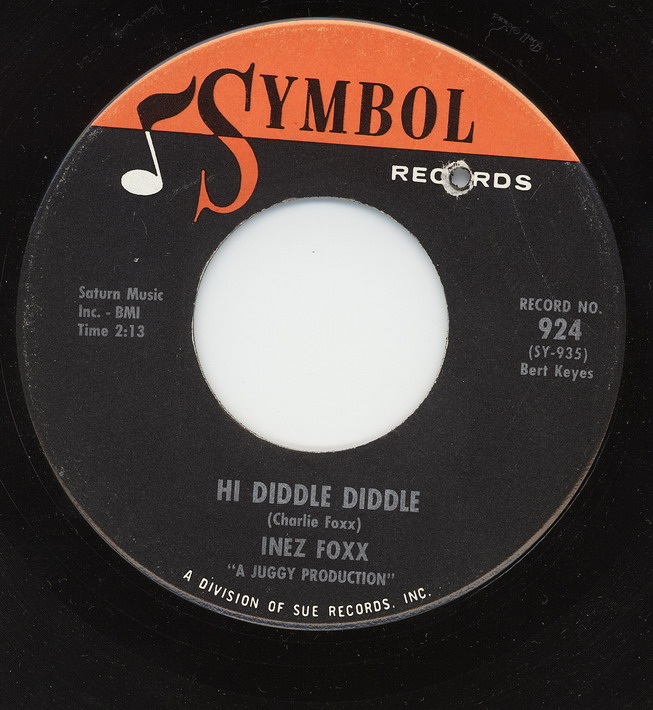 SYMBOL
RECORDS
Saturn Music
Inc. - BMI
Time 2:13
RECORD NO.
924
(SY-935)
Bert Keyes
HI DIDDLE DIDDLE
(Charlie Foxx)
INEZ FOXX
"A JUGGY PRODUCTION"
A DIVISION OF SUE RECORDS, INC.